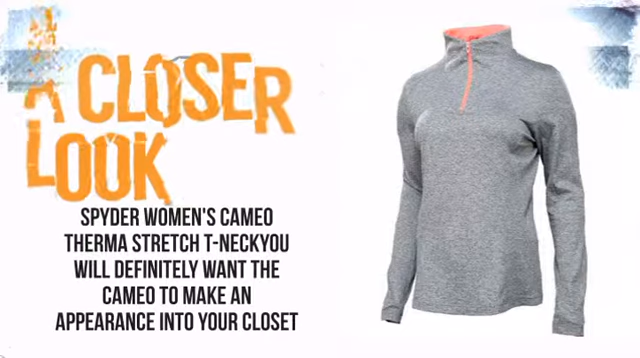 A CLOSER
LOOK
SPYDER WOMEN'S CAMEO
THERMA STRETCH T-NECKYOU
WILL DEFINITELY WANT THE
CAMEO TO MAKE AN
APPEARANCE INTO YOUR CLOSET